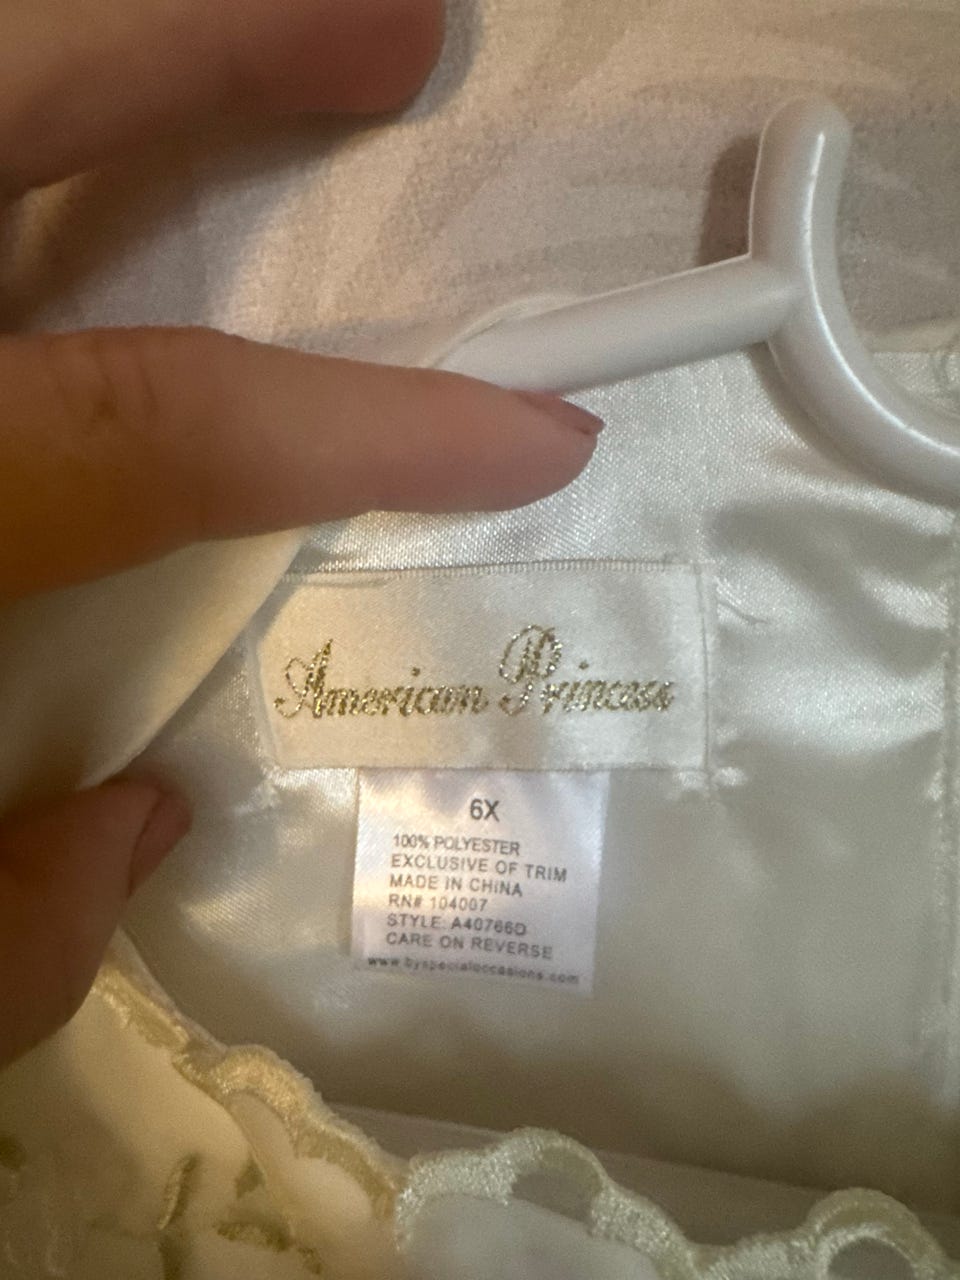 American Princess
6X
100% POLYESTER
EXCLUSIVE OF TRIM
MADE IN CHINA
RN# 104007
STYLE: A40766D
CARE ON REVERSE
www.byspecialoccasions.com